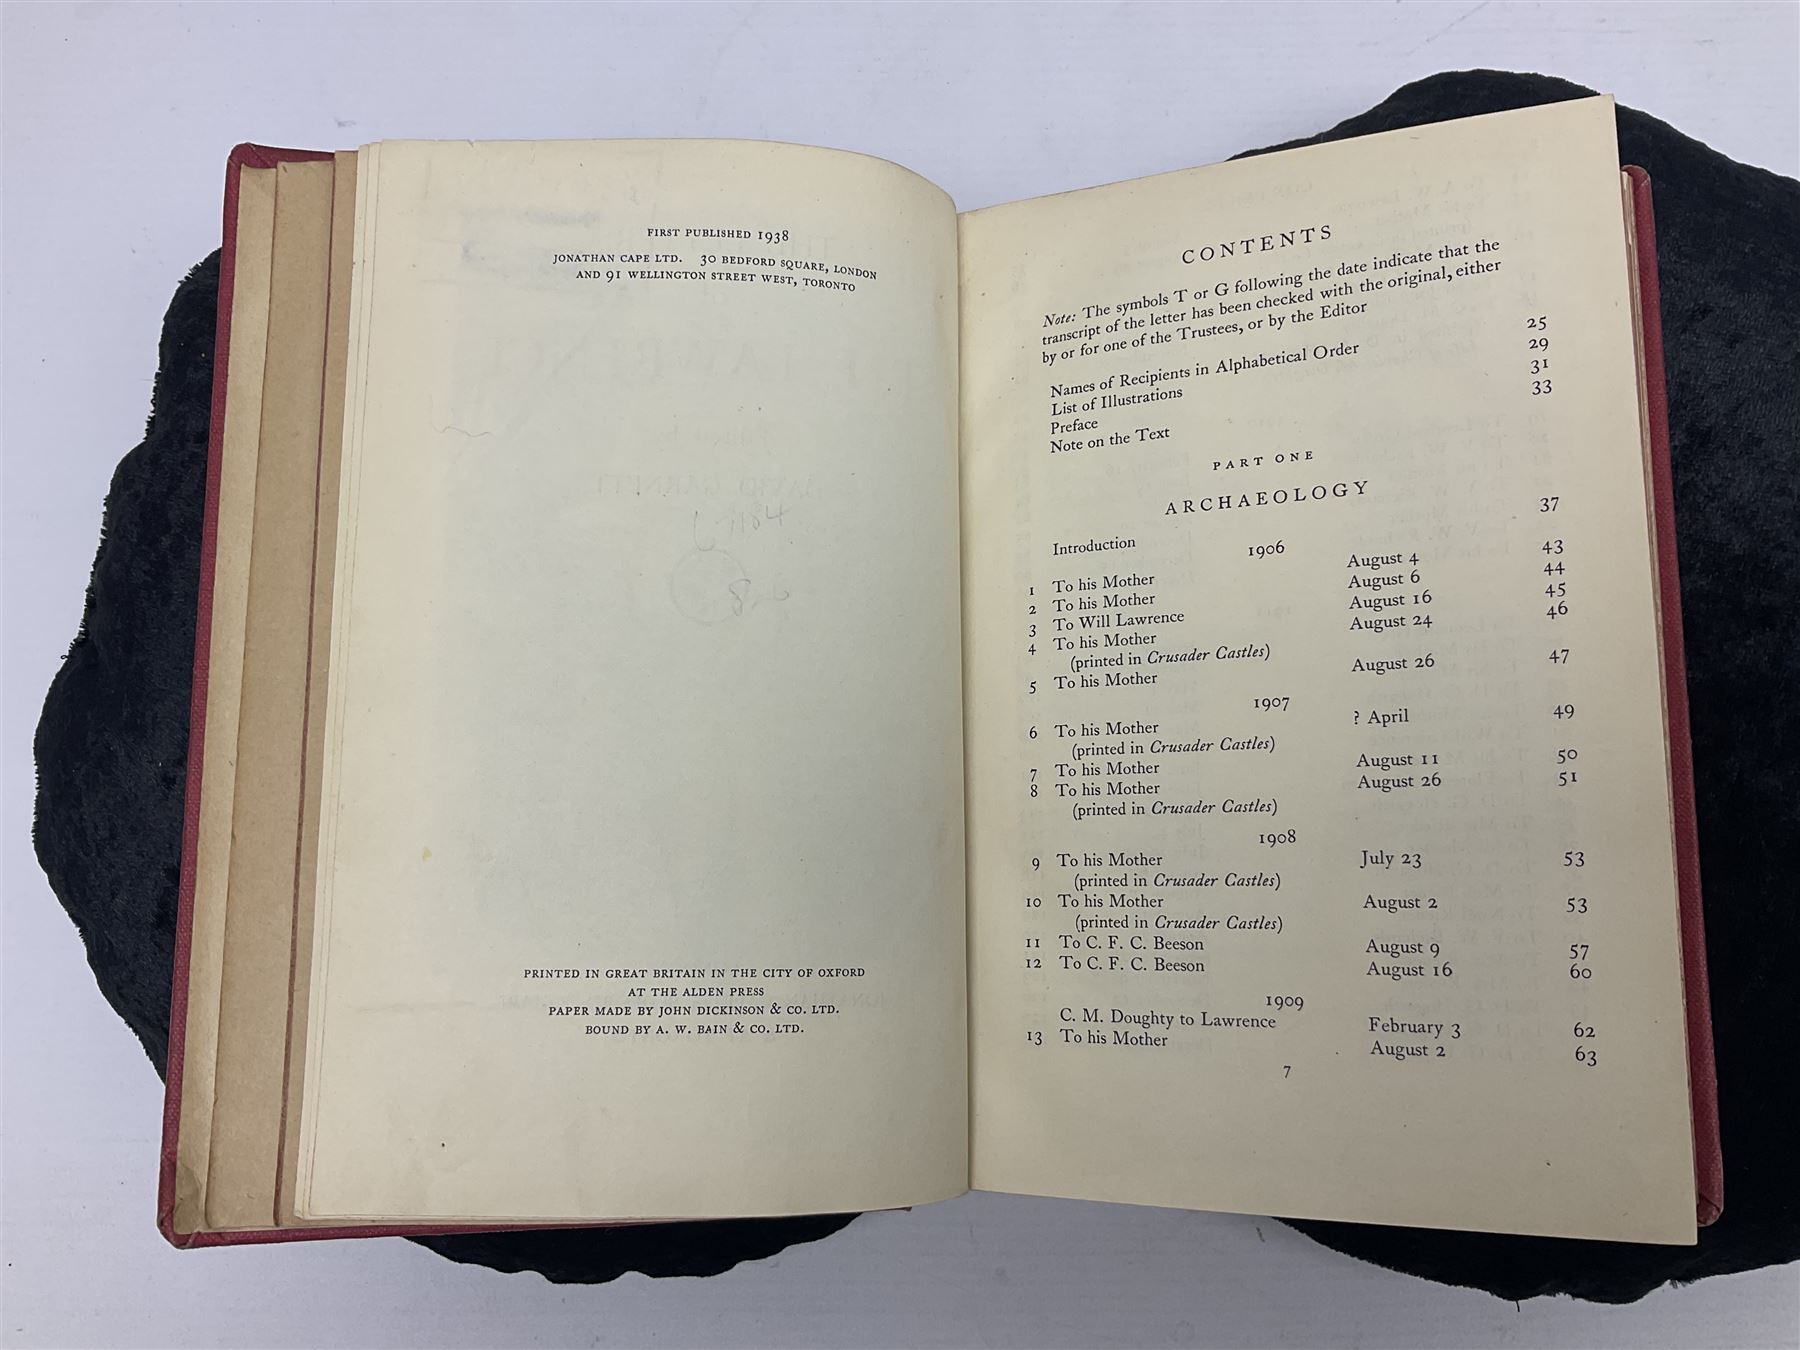 FIRST PUBLISHED 1938
JONATHAN CAPE LTD. 30 BEDFORD SQUARE, LONDON
AND 91 WELLINGTON STREET WEST, TORONTO
PRINTED IN GREAT BRITAIN IN THE CITY OF OXFORD
AT THE ALDEN PRESS
PAPER MADE BY JOHN DICKINSON & CO. LTD.
BOUND BY A. W. BAIN & CO. LTD.
CONTENTS
Note: The symbols T or G following the date indicate that the
transcript of the letter has been checked with the original, either
by or for one of the Trustees, or by the Editor
Names of Recipients in Alphabetical Order 25
List of Illustrations 29
Preface 31
Note on the Text 33
PART ONE
ARCHAEOLOGY
Introduction 37
1906
1 To his Mother August 4 43
2 To his Mother August 6 44
3 To Will Lawrence August 16 45
4 To his Mother August 24 46
(printed in Crusader Castles)
5 To his Mother August 26 47
1907
6 To his Mother ? April 49
(printed in Crusader Castles)
7 To his Mother August 11 50
8 To his Mother August 26 51
(printed in Crusader Castles)
1908
9 To his Mother July 23 53
(printed in Crusader Castles)
10 To his Mother August 2 53
(printed in Crusader Castles)
11 To C. F. C. Beeson August 9 57
12 To C. F. C. Beeson August 16 60
1909
C. M. Doughty to Lawrence February 3 62
13 To his Mother August 2 63
7